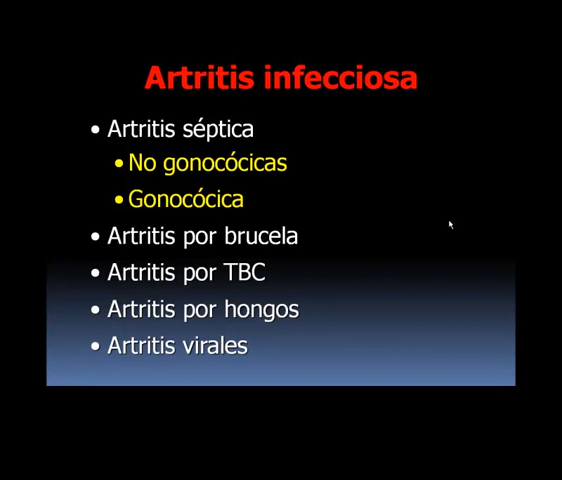 Artritis infecciosa
• Artritis séptica
• No gonocócicas
• Gonocócica
• Artritis por brucela
• Artritis por TBC
• Artritis por hongos
• Artritis virales